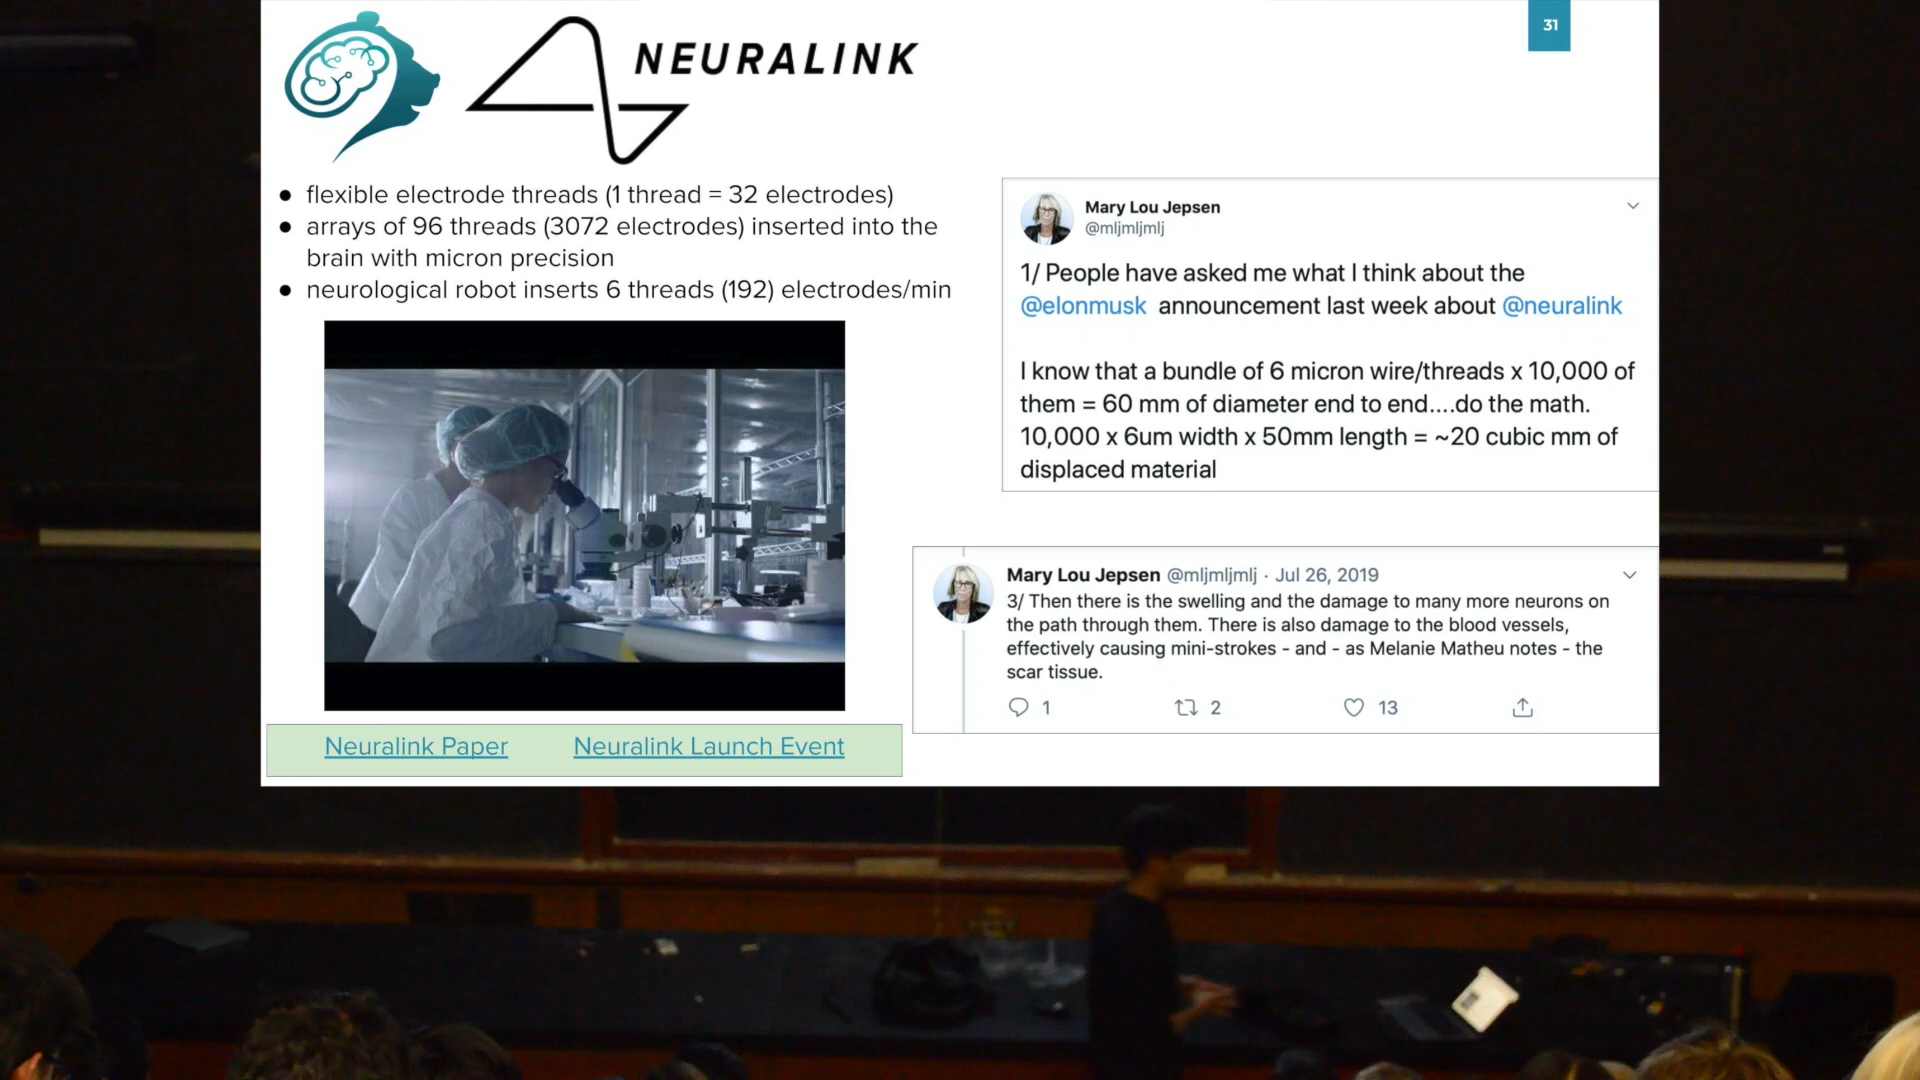 NEURALINK
31
● flexible electrode threads (1 thread = 32 electrodes)
● arrays of 96 threads (3072 electrodes) inserted into the
brain with micron precision
● neurological robot inserts 6 threads (192) electrodes/min
Mary Lou Jepsen
@mljmljmlj
1/ People have asked me what I think about the
@elonmusk announcement last week about @neuralink
I know that a bundle of 6 micron wire/threads x 10,000 of
them = 60 mm of diameter end to end....do the math.
10,000 x 6um width x 50mm length = ~20 cubic mm of
displaced material
Mary Lou Jepsen @mljmljmlj · Jul 26, 2019
3/ Then there is the swelling and the damage to many more neurons on
the path through them. There is also damage to the blood vessels,
effectively causing mini-strokes - and - as Melanie Matheu notes - the
scar tissue.
1 2 13
Neuralink Paper Neuralink Launch Event